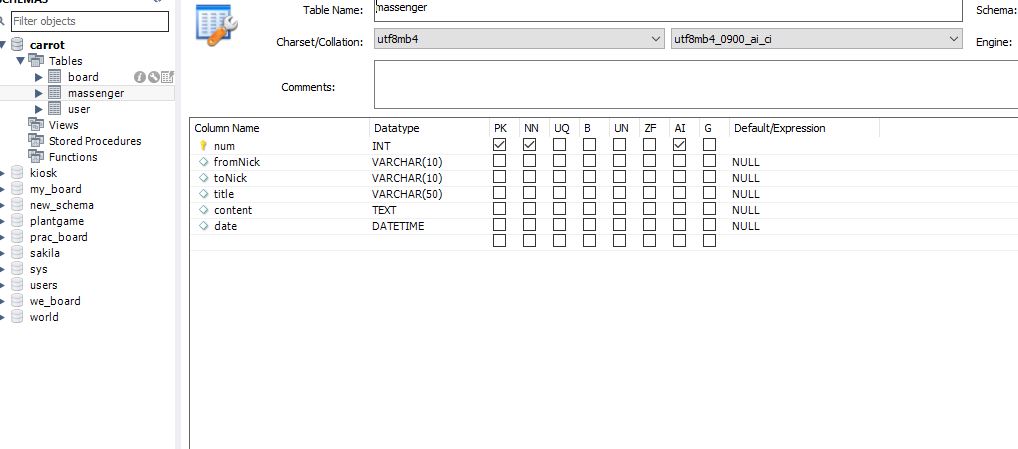 SCHEMAS
Filter objects
carrot
Tables
board
massenger
user
Views
Stored Procedures
Functions
kiosk
my_board
new_schema
plantgame
prac_board
sakila
sys
users
we_board
world
Table Name: massenger Schema:
Charset/Collation: utf8mb4 utf8mb4_0900_ai_ci Engine:
Comments:
Column Name Datatype PK NN UQ B UN ZF AI G Default/Expression
num INT
fromNick VARCHAR(10) NULL
toNick VARCHAR(10) NULL
title VARCHAR(50) NULL
content TEXT NULL
date DATETIME NULL